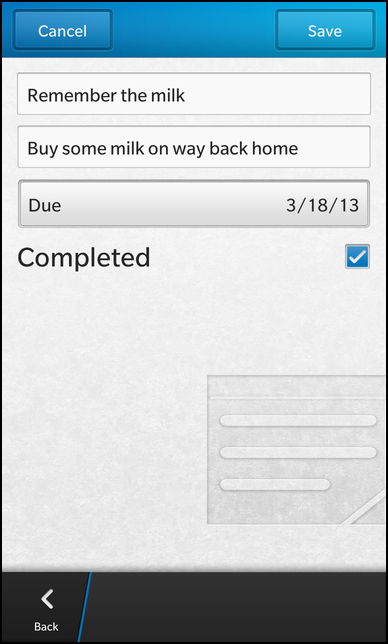 Cancel Save
Remember the milk
Buy some milk on way back home
Due 3/18/13
Completed
Back